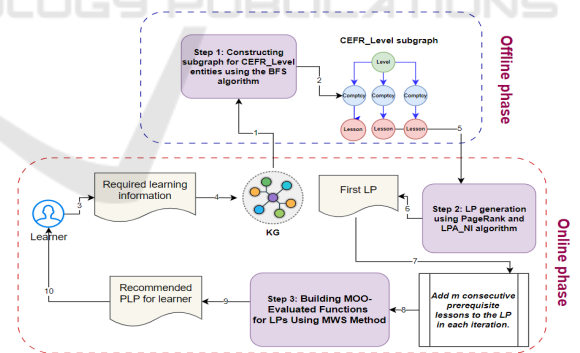 OLOGY PUBLICATIONS
Step 1: Constructing
subgraph for CEFR_Level
entities using the BFS
algorithm
CEFR_Level subgraph
Level
Comptcy
Comptcy
Comptcy
Lesson
Lesson
Lesson
Offline phase
1
2
5
Required learning
information
3
4
Learner
KG
First LP
6
Step 2: LP generation
using PageRank and
LPA_NI algorithm
7
Online phase
Recommended
PLP for learner
10
9
Step 3: Building MOO-
Evaluated Functions
for LPs Using MWS Method
8
Add m consecutive
prerequisite
lessons to the LP
in each iteration.